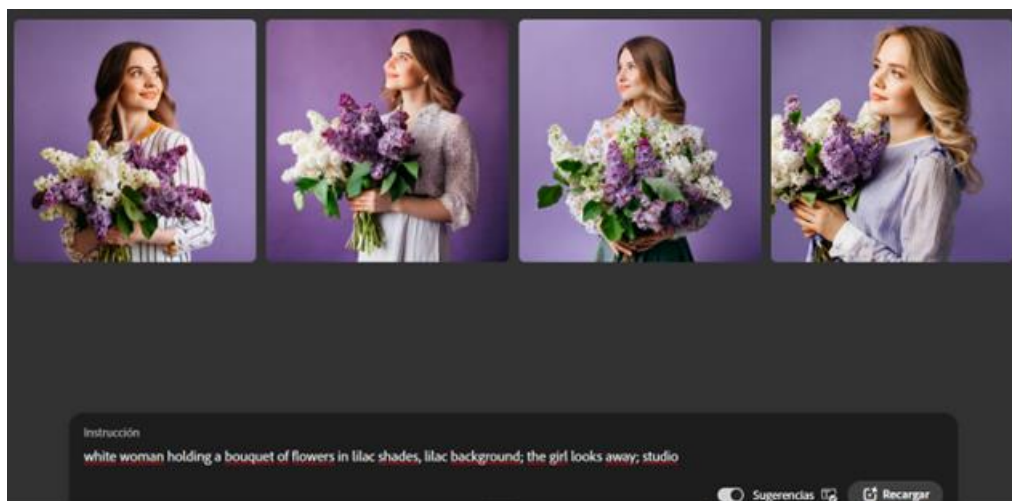 Instrucción
white woman holding a bouquet of flowers in lilac shades, lilac background; the girl looks away; studio
Sugerencias Recargar